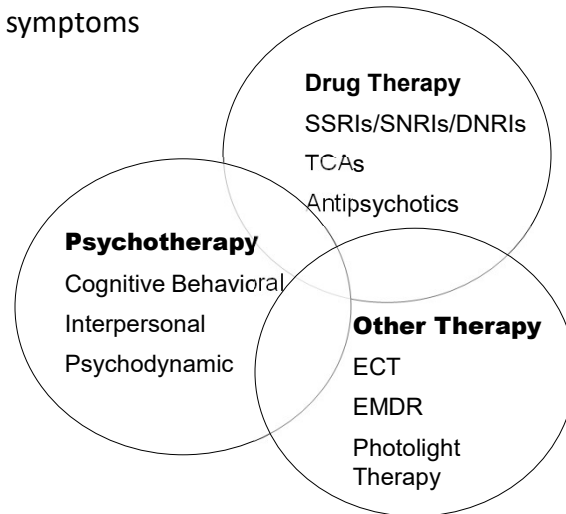 symptoms
Drug Therapy
SSRIs/SNRIs/DNRIs
TCAs
Antipsychotics
Psychotherapy
Cognitive Behavioral
Interpersonal
Psychodynamic
Other Therapy
ECT
EMDR
Photolight
Therapy